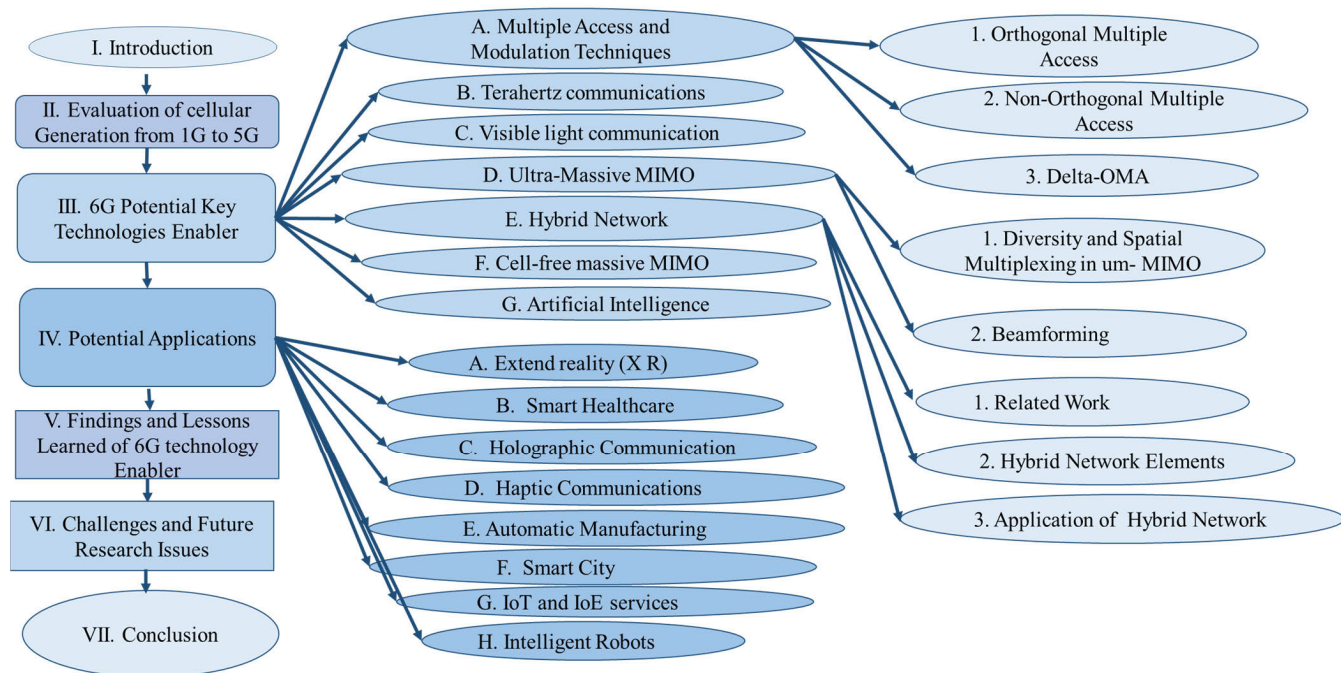 I. Introduction
II. Evaluation of cellular
Generation from 1G to 5G
III. 6G Potential Key
Technologies Enabler
IV. Potential Applications
V. Findings and Lessons
Learned of 6G technology
Enabler
VI. Challenges and Future
Research Issues
VII. Conclusion
A. Multiple Access and
Modulation Techniques
B. Terahertz communications
C. Visible light communication
D. Ultra-Massive MIMO
E. Hybrid Network
F. Cell-free massive MIMO
G. Artificial Intelligence
A. Extend reality (X R)
B. Smart Healthcare
C. Holographic Communication
D. Haptic Communications
E. Automatic Manufacturing
F. Smart City
G. IoT and IoE services
H. Intelligent Robots
1. Orthogonal Multiple
Access
2. Non-Orthogonal Multiple
Access
3. Delta-OMA
1. Diversity and Spatial
Multiplexing in um- MIMO
2. Beamforming
1. Related Work
2. Hybrid Network Elements
3. Application of Hybrid Network